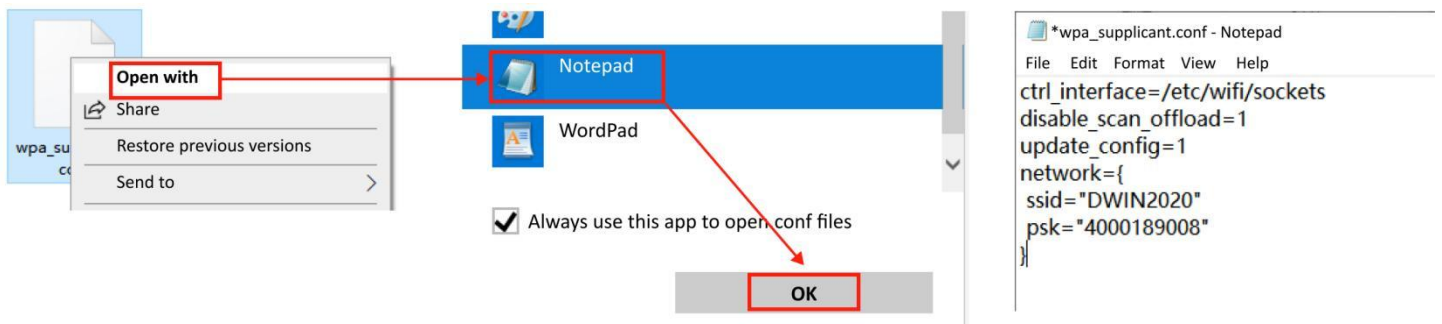 Open with
Share
Restore previous versions
Send to
wpa_su
co
Notepad
WordPad
Always use this app to open conf files
OK
*wpa_supplicant.conf - Notepad
File Edit Format View Help
ctrl_interface=/etc/wifi/sockets
disable_scan_offload=1
update_config=1
network={
ssid="DWIN2020"
psk="4000189008"
}